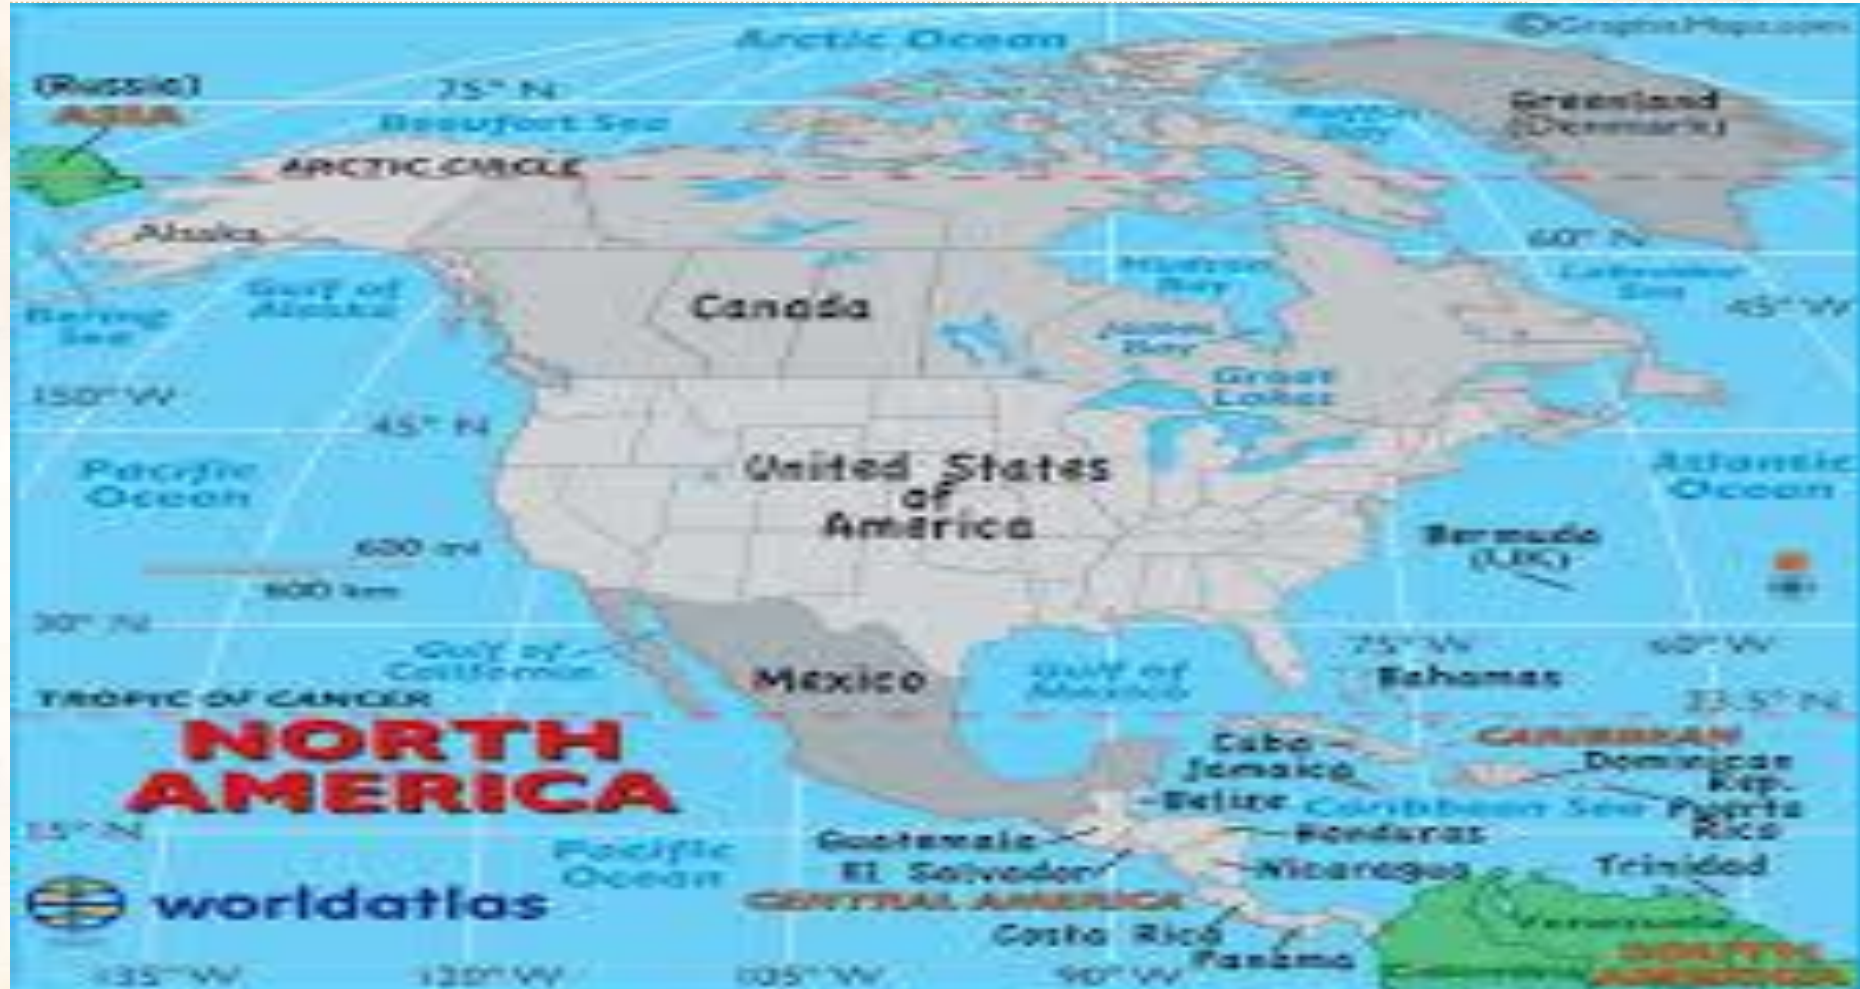 ©GraphicMaps.com
Arctic Ocean
(Russia)
ASIA
75° N
Beaufort Sea
Greenland
(Denmark)
Baffin
Bay
ARCTIC CIRCLE
Alaska
60° N
Gulf of
Alaska
Hudson
Bay
Labrador
Sea
45° W
Bering
Sea
Canada
James
Bay
Great
Lakes
150° W
45° N
Pacific
Ocean
United States
of
America
Atlantic
Ocean
Bermuda
(UK)
600 mi
600 km
30° N
75° W
60° W
Gulf of
California
Mexico
Gulf of
Mexico
Bahamas
TROPIC OF CANCER
23.5° N
NORTH
AMERICA
Cuba
CARIBBEAN
Jamaica
Dominican
Rep.
Belize
Caribbean Sea
Puerto
Rico
15° N
Guatemala
Honduras
Pacific
Ocean
El Salvador
Nicaragua
Trinidad
worldatlas
CENTRAL AMERICA
Venezuela
Costa Rica
Panama
SOUTH
AMERICA
135° W
120° W
105° W
90° W